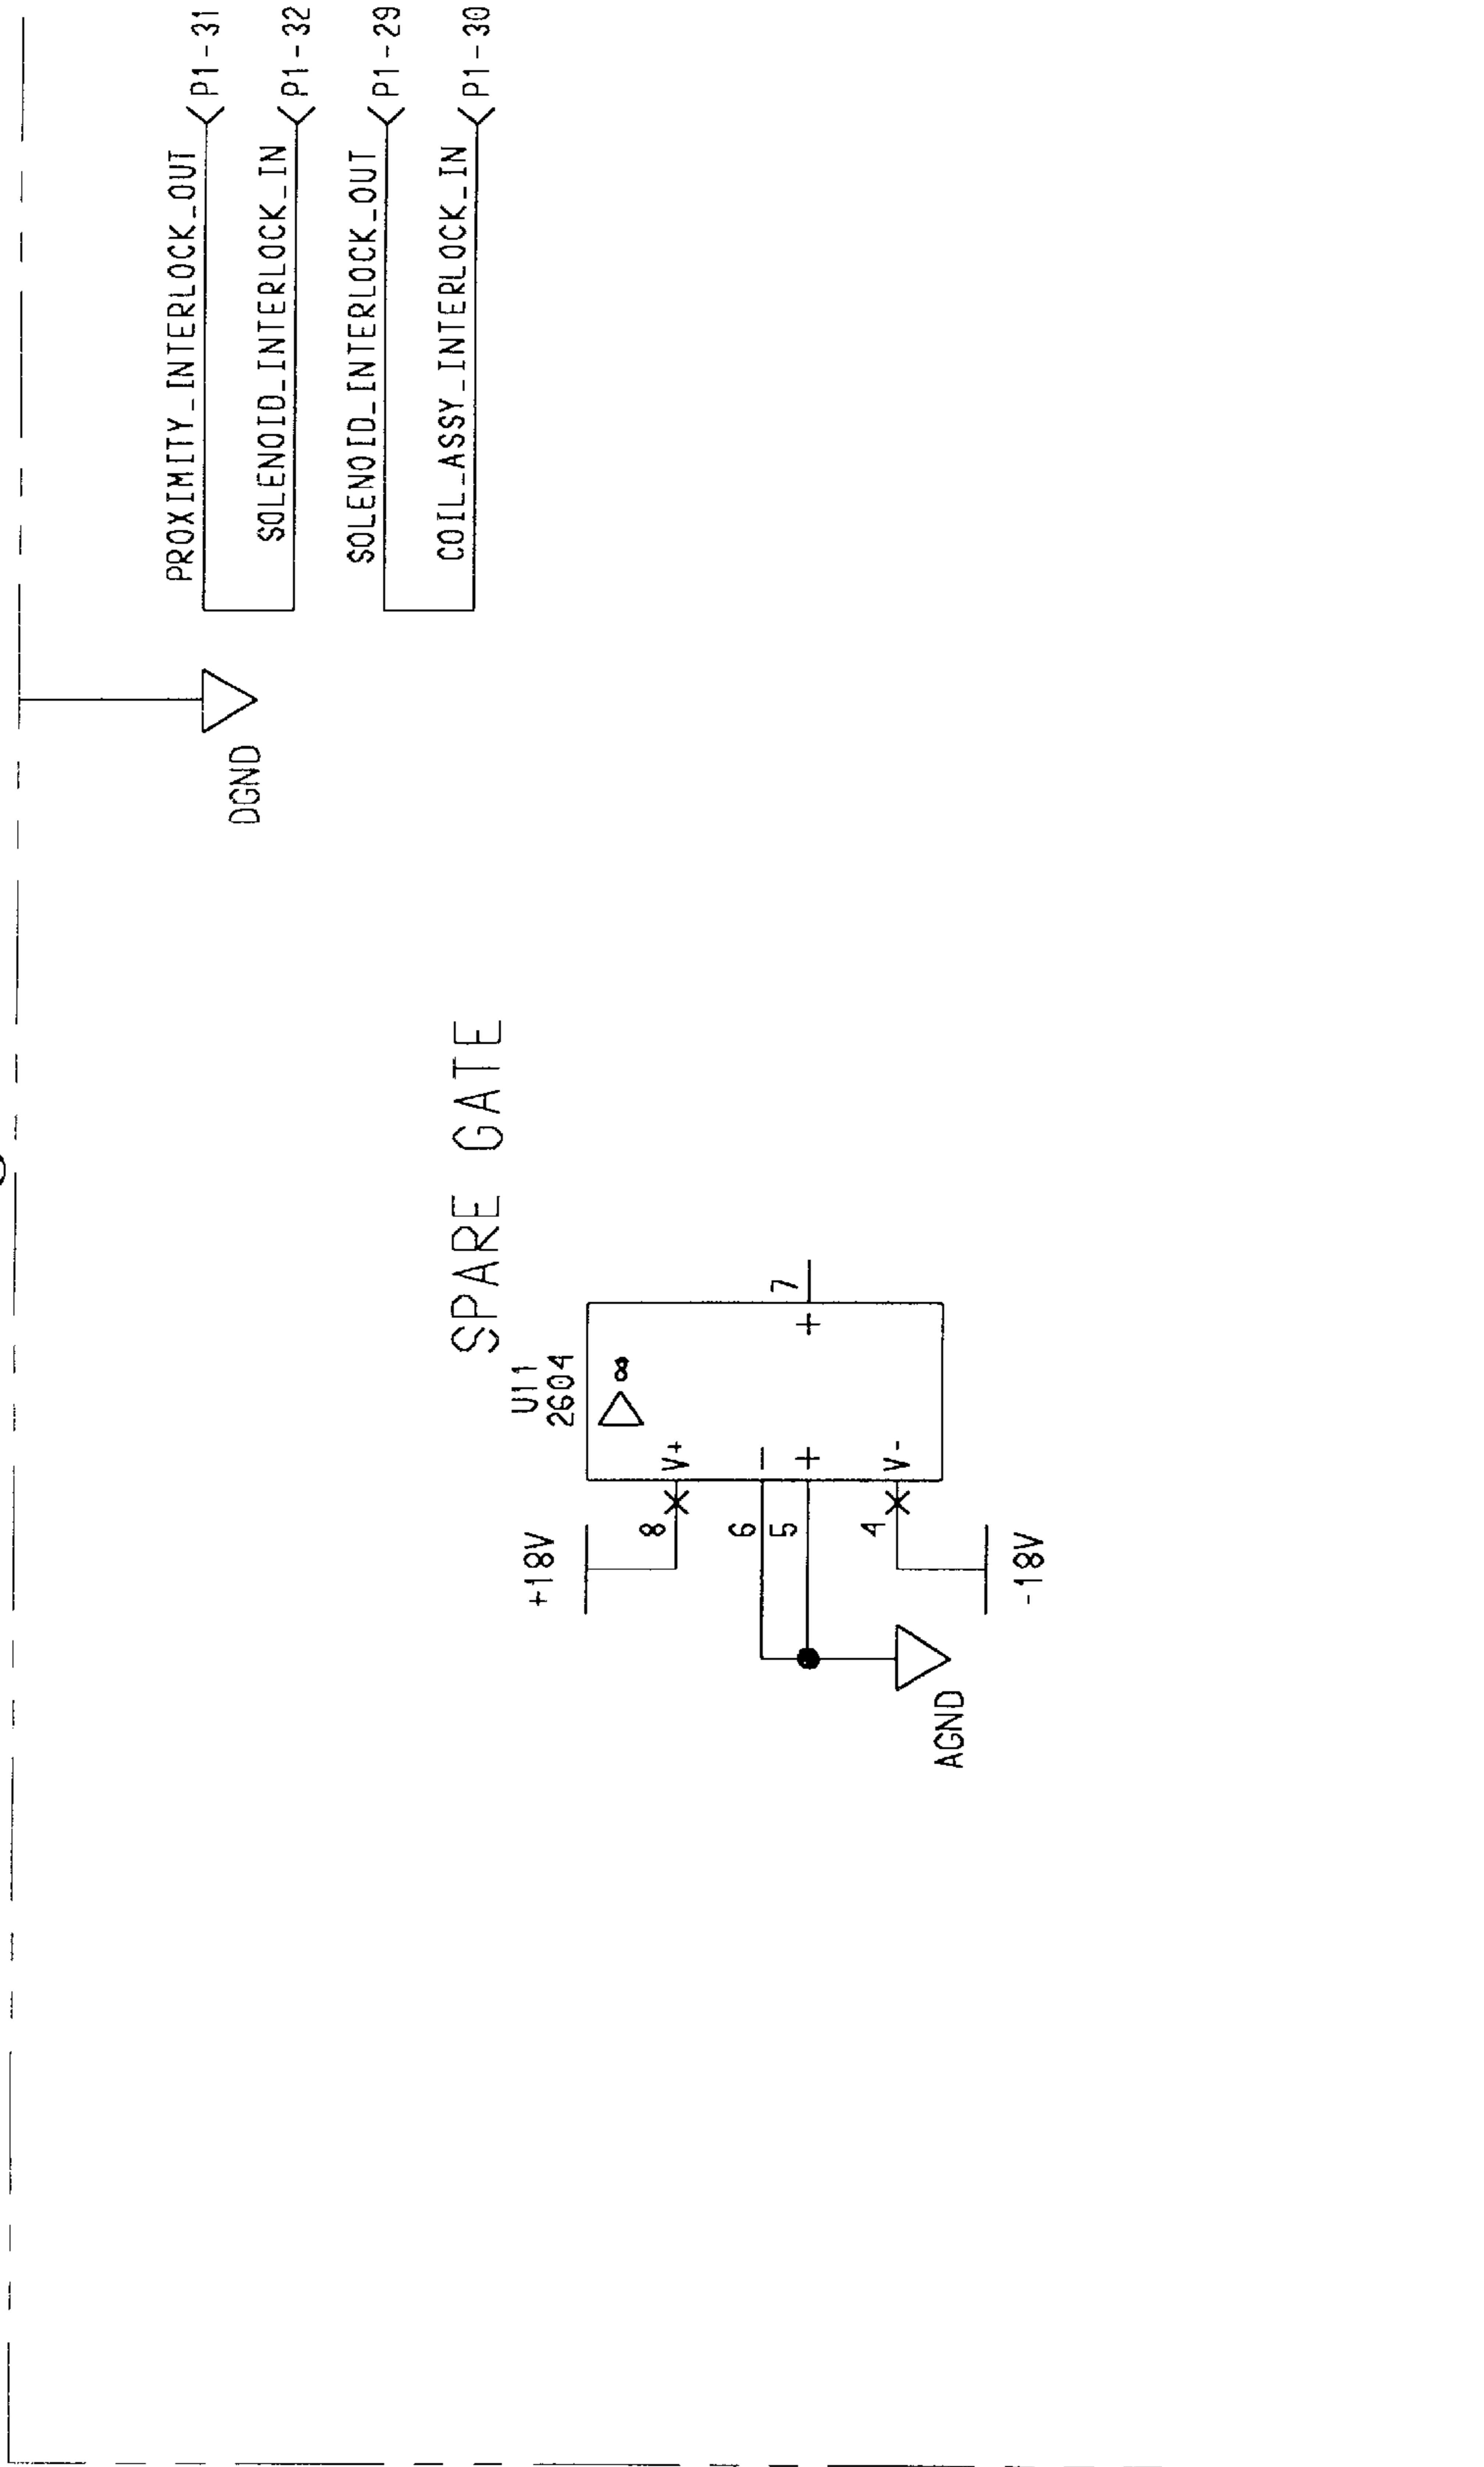 PROXIMITY_INTERLOCK_OUT
P1-31
SOLENOID_INTERLOCK_IN
P1-32
SOLENOID_INTERLOCK_OUT
P1-29
COIL_ASSY_INTERLOCK_IN
P1-30
DGND
SPARE GATE
U11
2604
+18V
8
V+
∞
6
-
5
+
+
7
4
V-
-18V
AGND